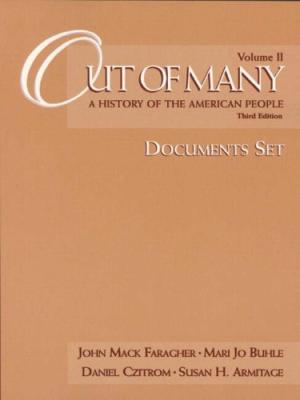 Volume II
OUT OF MANY
A HISTORY OF THE AMERICAN PEOPLE
Third Edition
DOCUMENTS SET
JOHN MACK FARAGHER • MARI JO BUHLE
DANIEL CZITROM • SUSAN H. ARMITAGE